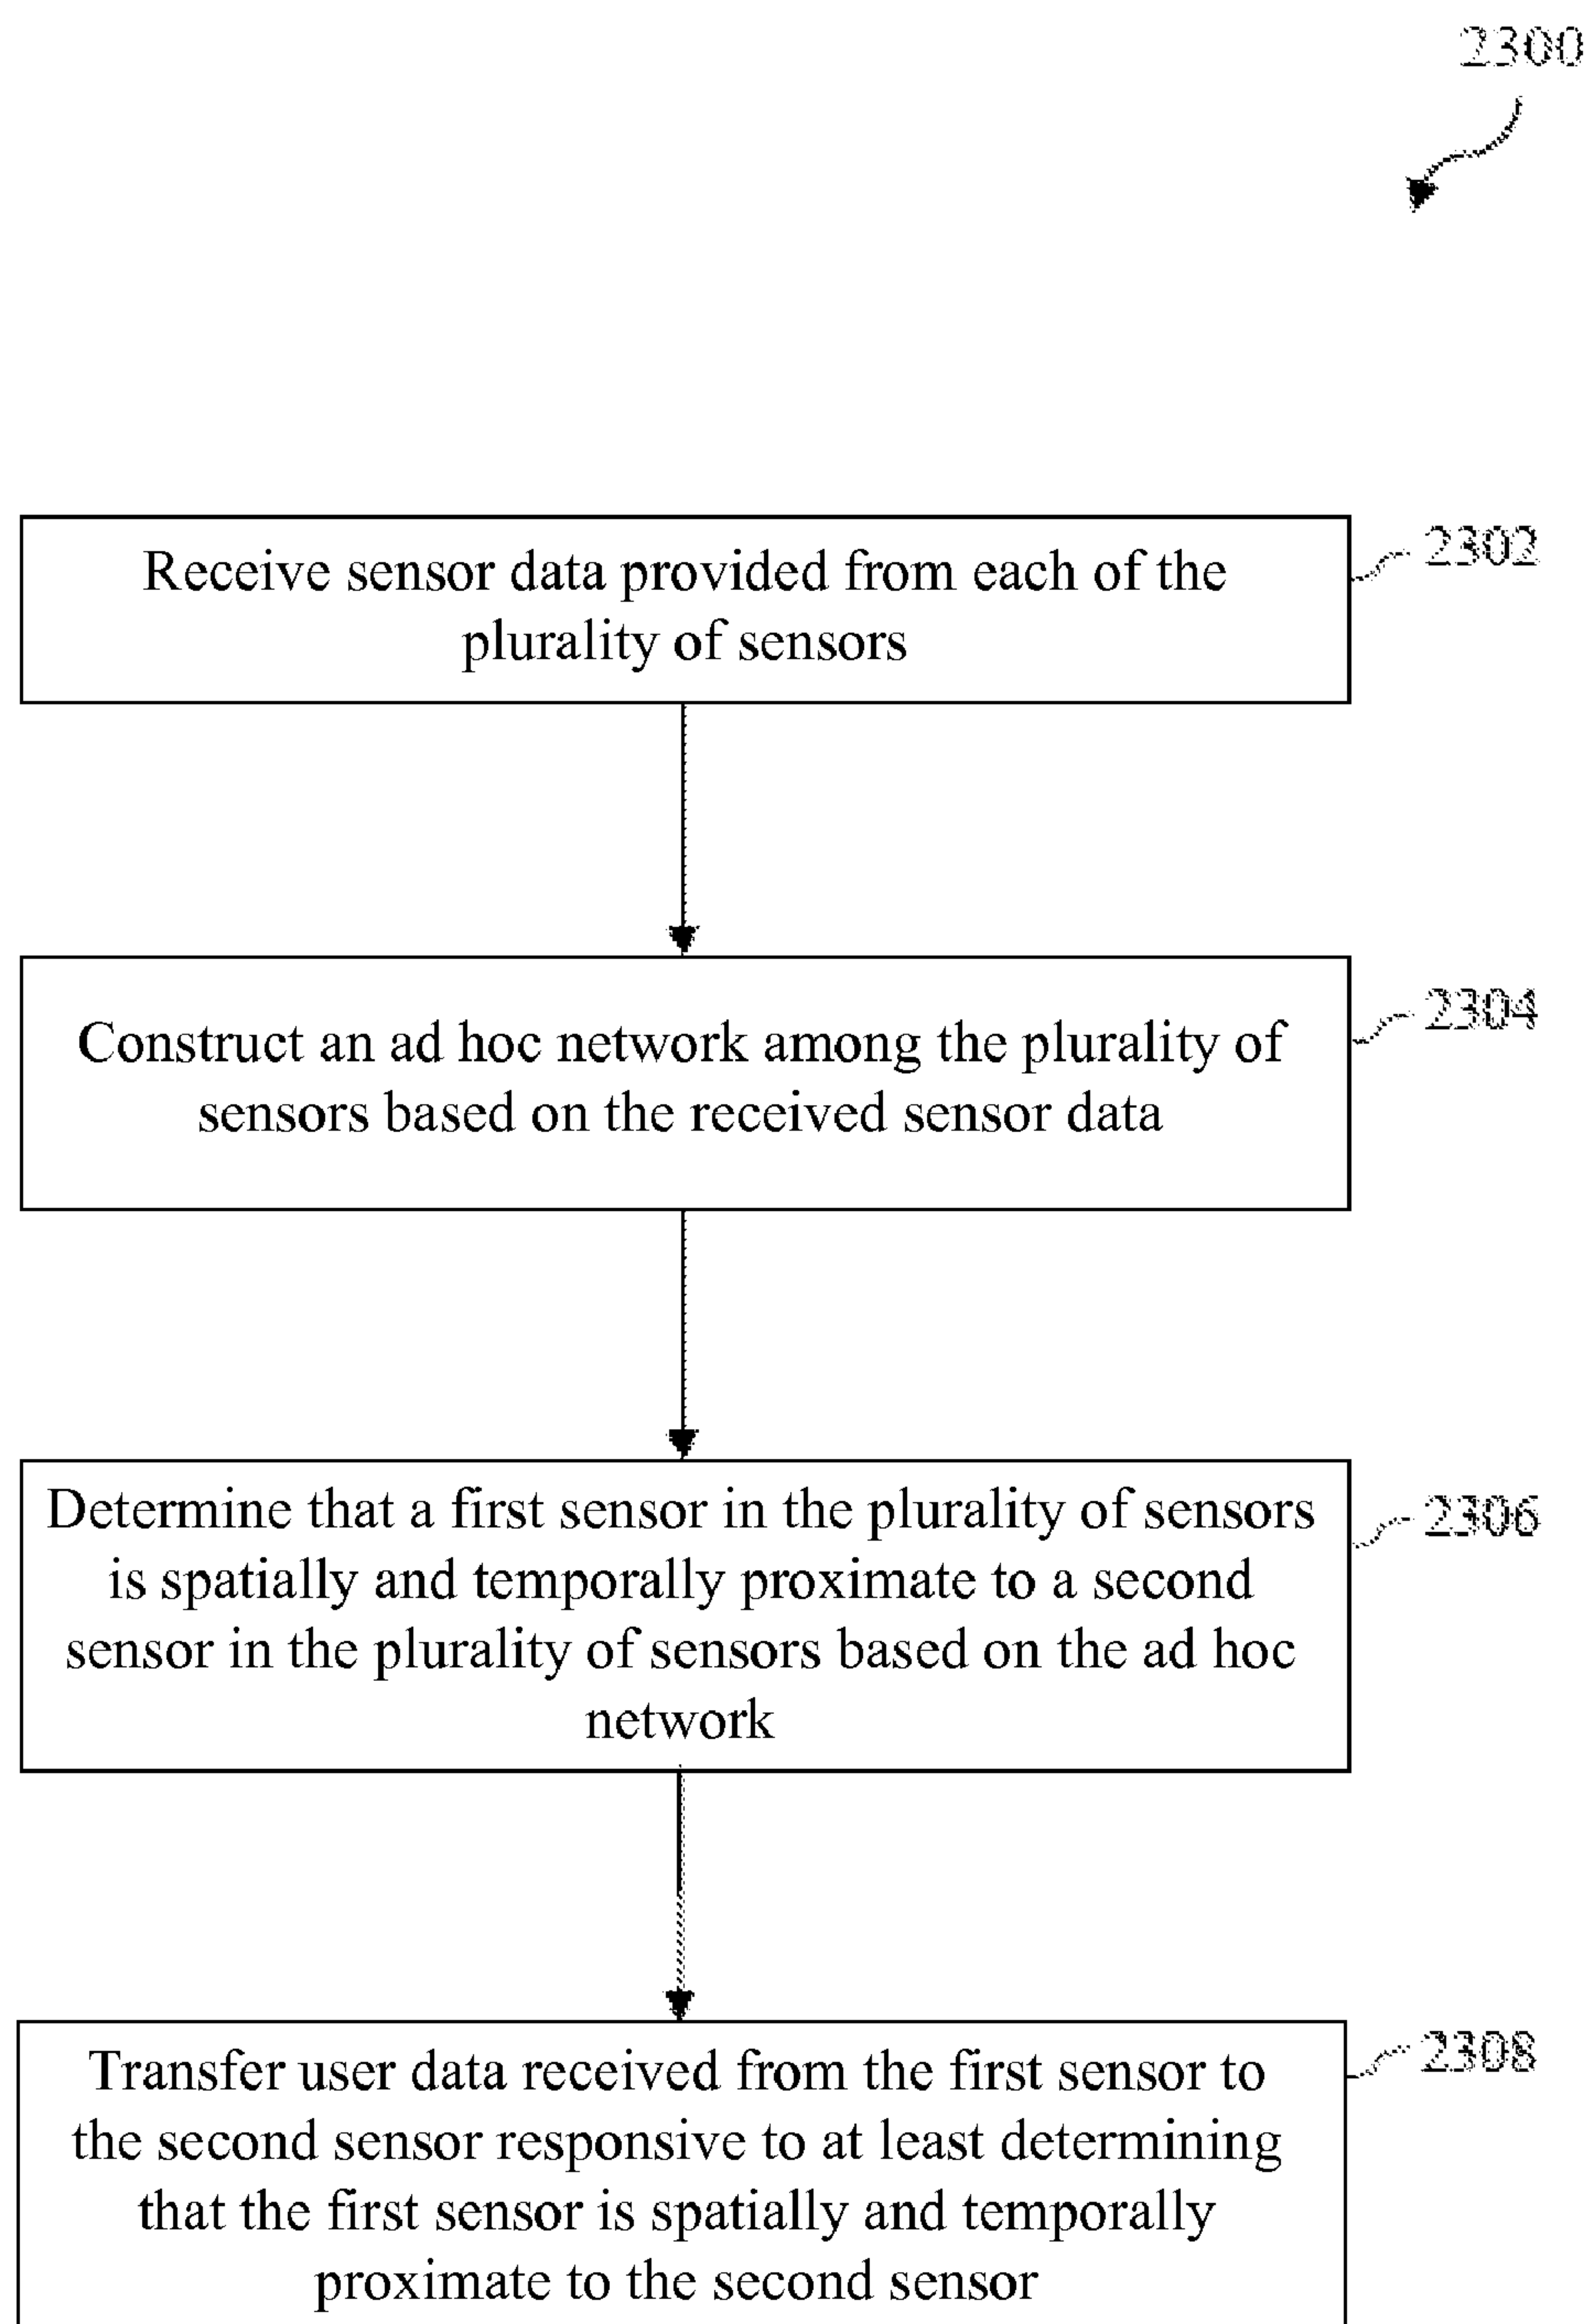 2300
Receive sensor data provided from each of the
plurality of sensors
2302
Construct an ad hoc network among the plurality of
sensors based on the received sensor data
2304
Determine that a first sensor in the plurality of sensors
is spatially and temporally proximate to a second
sensor in the plurality of sensors based on the ad hoc
network
2306
Transfer user data received from the first sensor to
the second sensor responsive to at least determining
that the first sensor is spatially and temporally
proximate to the second sensor
2308